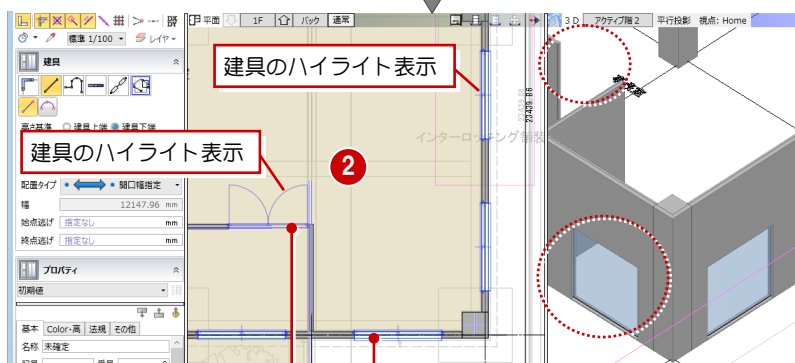 平面
1F
バック
通常
3D
アクティブ階2
平行投影
視点: Home
標準 1/100
レイヤ
建具
建具のハイライト表示
23439.86
23439.86
インターロッキング舗装
高さ基準
建具上端
建具下端
建具のハイライト表示
2
配置タイプ
開口幅指定
幅
12147.96 mm
始点逃げ
指定なし
mm
終点逃げ
指定なし
mm
プロパティ
初期値
基本
Color・高
法規
その他
名称
未確定